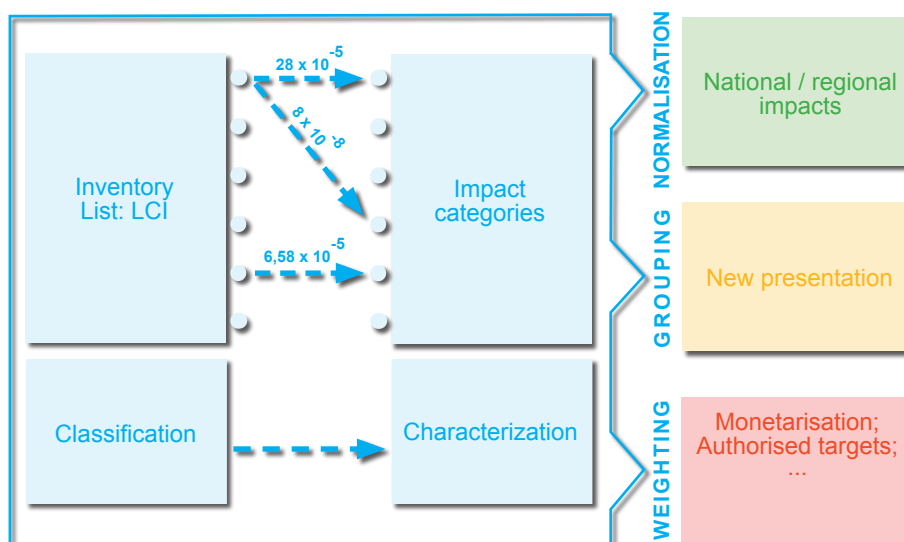 28 x 10 -5
8 x 10 -8
6,58 x 10 -5
Inventory
List: LCI
Impact
categories
Classification
Characterization
NORMALISATION
National / regional
impacts
GROUPING
New presentation
WEIGHTING
Monetarisation;
Authorised targets;
...